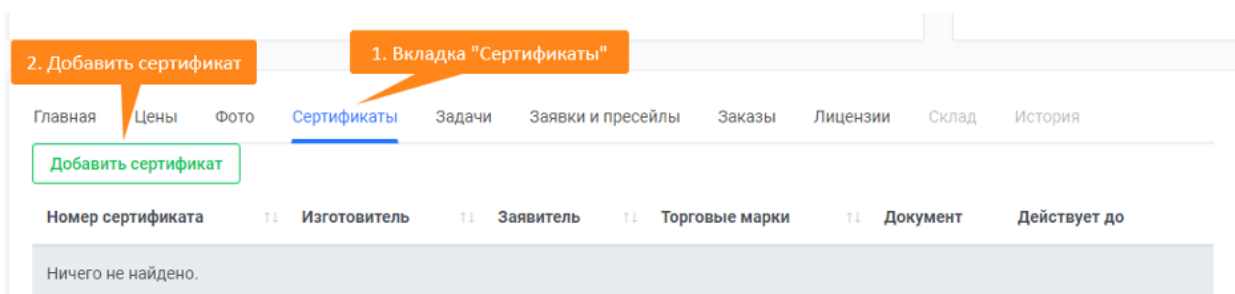 1. Вкладка "Сертификаты"
2. Добавить сертификат
Главная Цены Фото Сертификаты Задачи Заявки и пресейлы Заказы Лицензии Склад История
Добавить сертификат
Номер сертификата ↑↓ Изготовитель ↑↓ Заявитель ↑↓ Торговые марки ↑↓ Документ Действует до
Ничего не найдено.